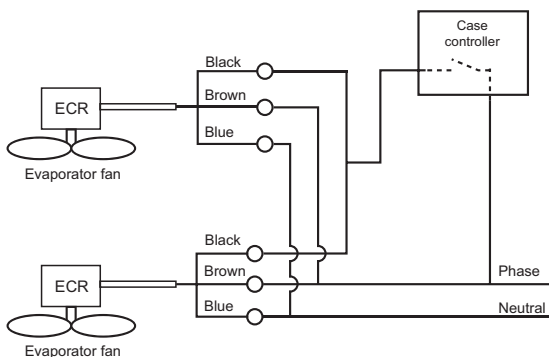 Case
controller
Black
Brown
Blue
ECR
Evaporator fan
Black
Brown
Blue
Phase
Neutral
ECR
Evaporator fan